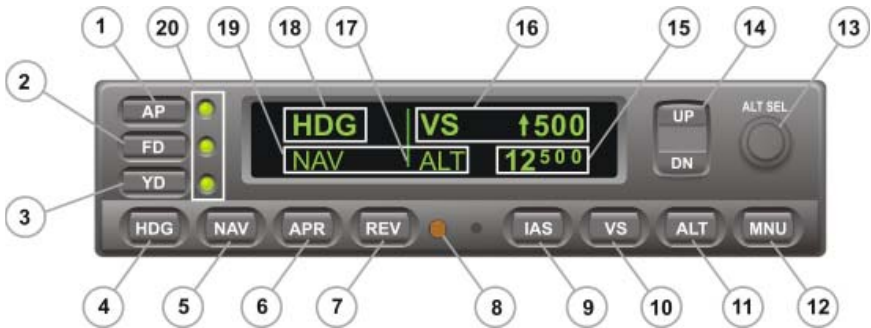 1 20 19 18 17 16 15 14 13
2
AP HDG VS ↑500 UP ALT SEL
FD NAV ALT 12500 DN
YD
3
HDG NAV APR REV IAS VS ALT MNU
4 5 6 7 8 9 10 11 12